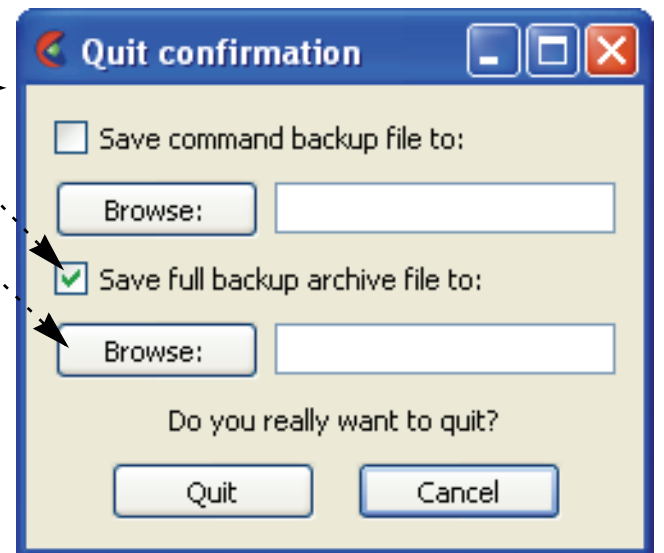 Quit confirmation
Save command backup file to:
Browse:
Save full backup archive file to:
Browse:
Do you really want to quit?
Quit Cancel